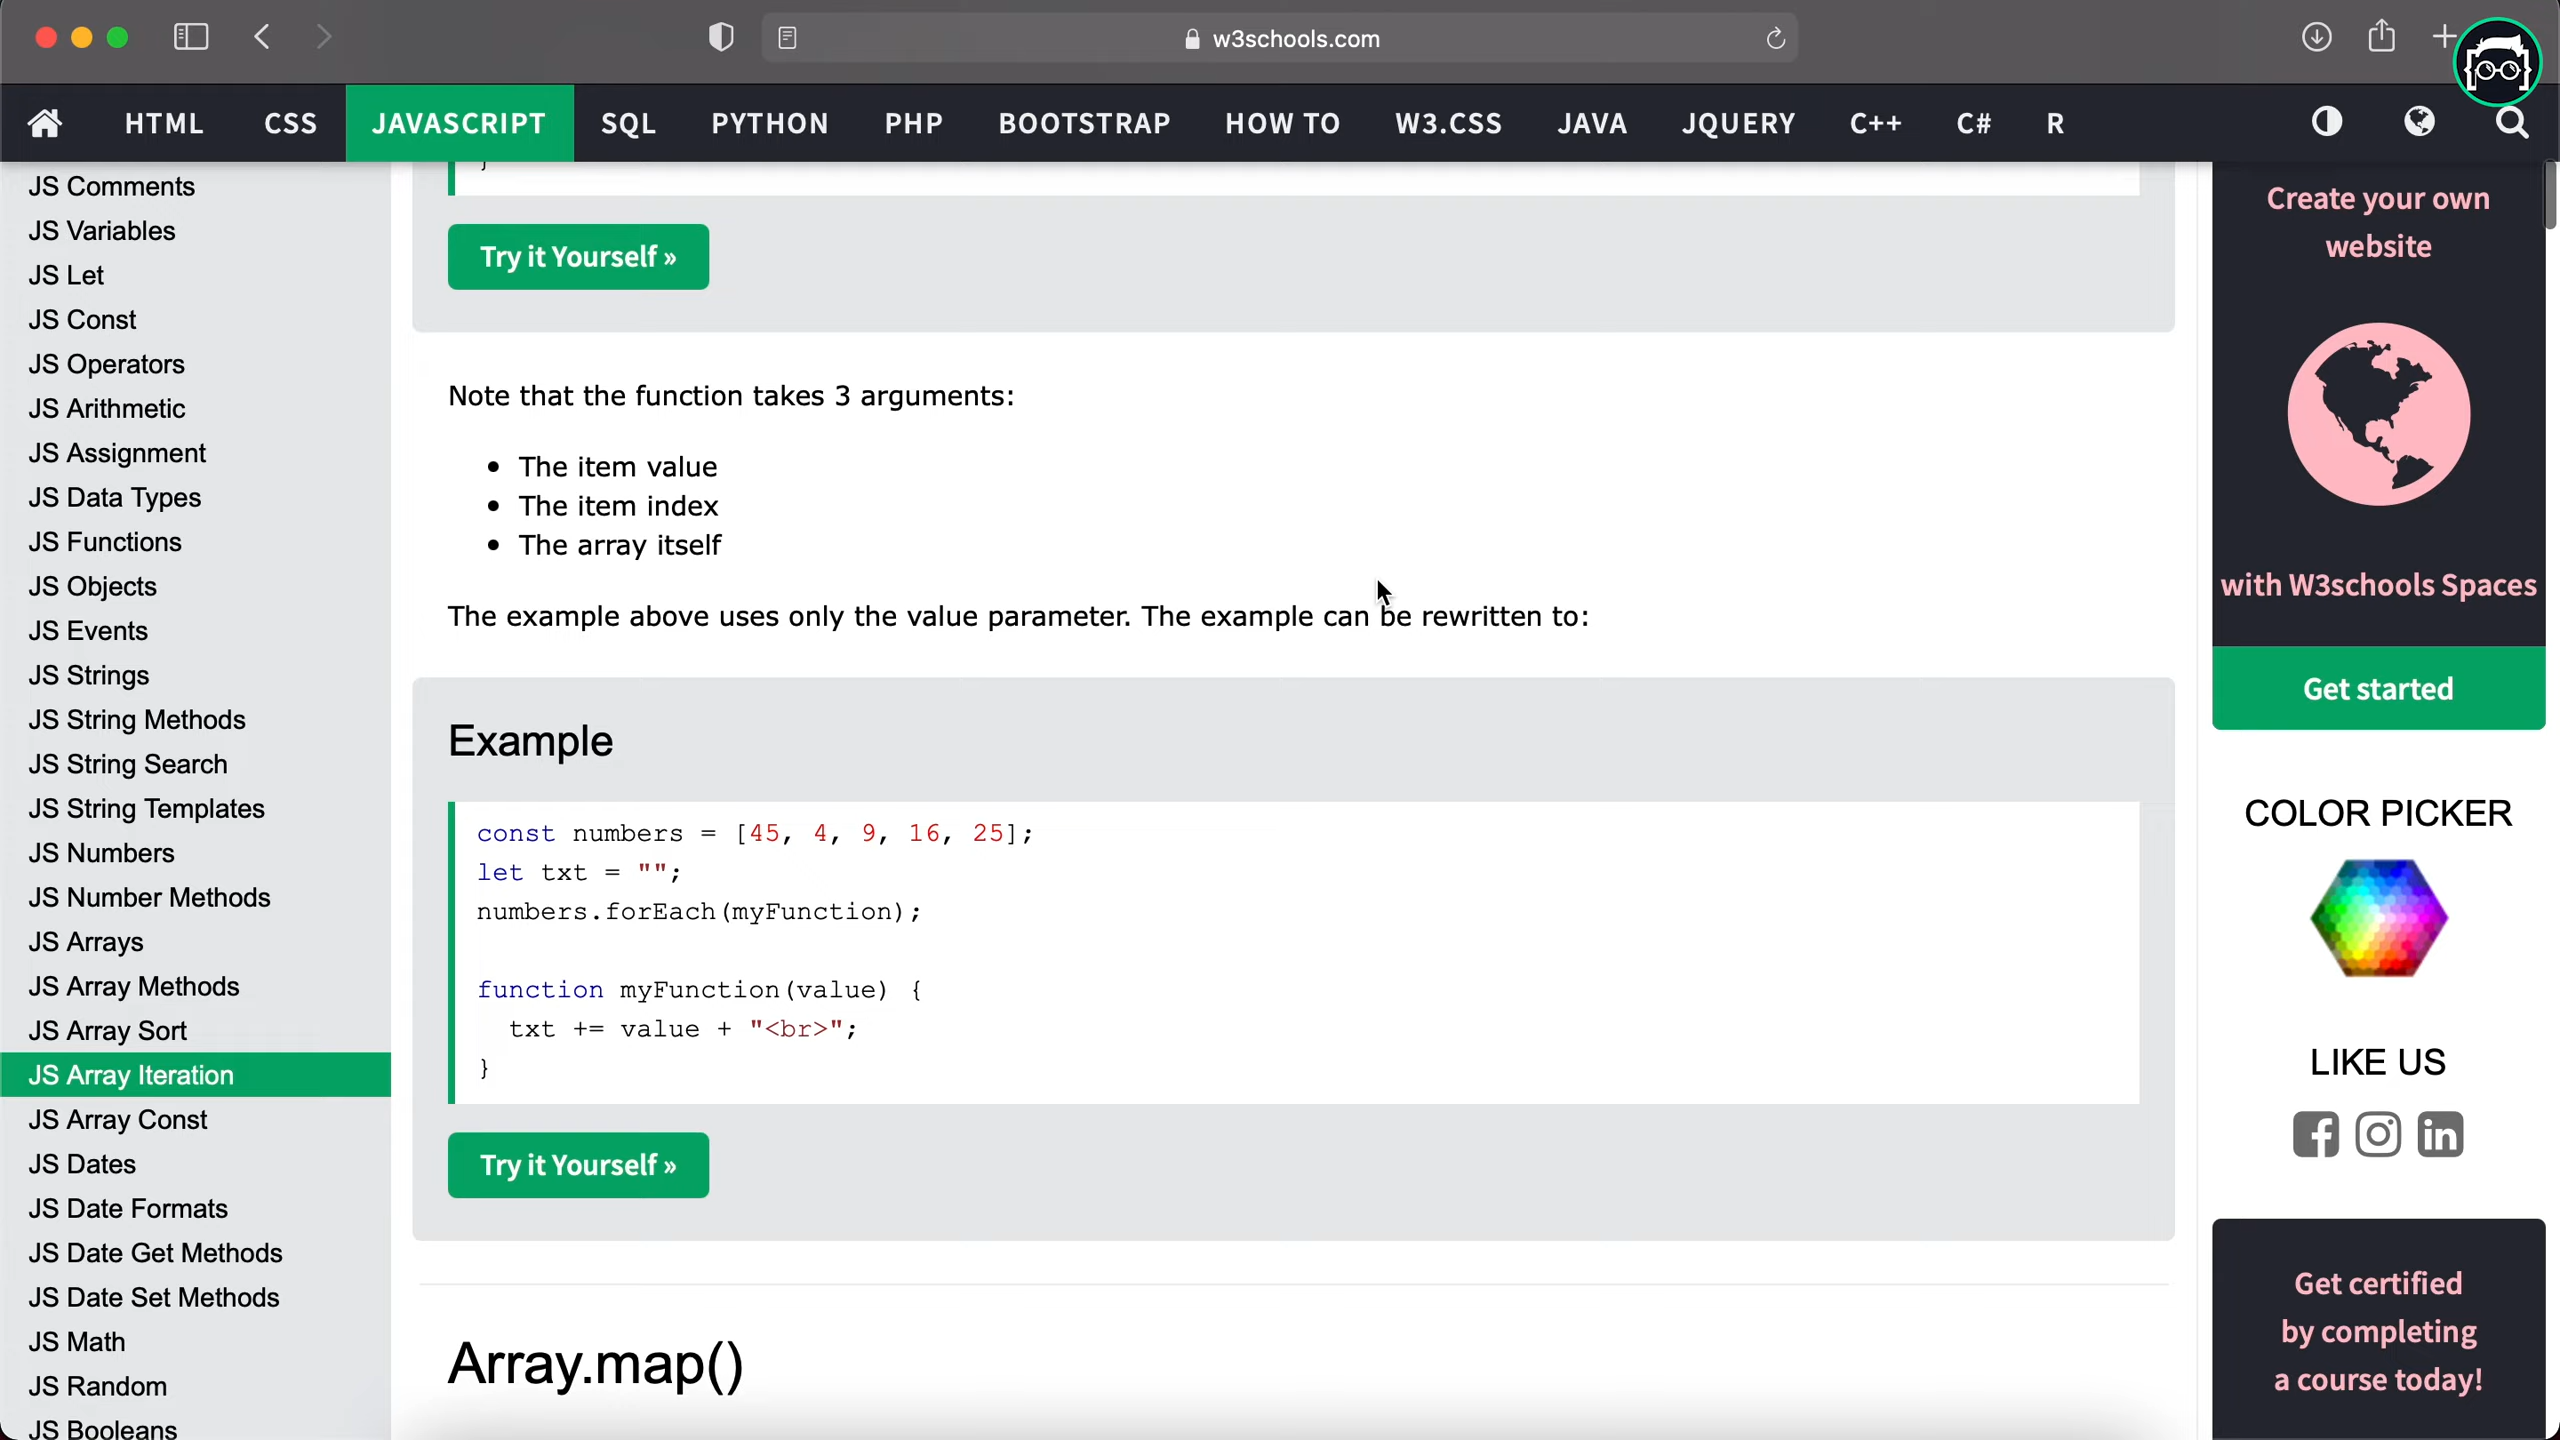 w3schools.com
HTML CSS JAVASCRIPT SQL PYTHON PHP BOOTSTRAP HOW TO W3.CSS JAVA JQUERY C++ C# R
JS Comments
JS Variables
JS Let
JS Const
JS Operators
JS Arithmetic
JS Assignment
JS Data Types
JS Functions
JS Objects
JS Events
JS Strings
JS String Methods
JS String Search
JS String Templates
JS Numbers
JS Number Methods
JS Arrays
JS Array Methods
JS Array Sort
JS Array Iteration
JS Array Const
JS Dates
JS Date Formats
JS Date Get Methods
JS Date Set Methods
JS Math
JS Random
JS Booleans
}
Try it Yourself »
Note that the function takes 3 arguments:
• The item value
• The item index
• The array itself
The example above uses only the value parameter. The example can be rewritten to:
Example
const numbers = [45, 4, 9, 16, 25];
let txt = "";
numbers.forEach(myFunction);
function myFunction(value) {
  txt += value + "<br>";
}
Try it Yourself »
Array.map()
Create your own
website
with W3schools Spaces
Get started
COLOR PICKER
LIKE US
Get certified
by completing
a course today!